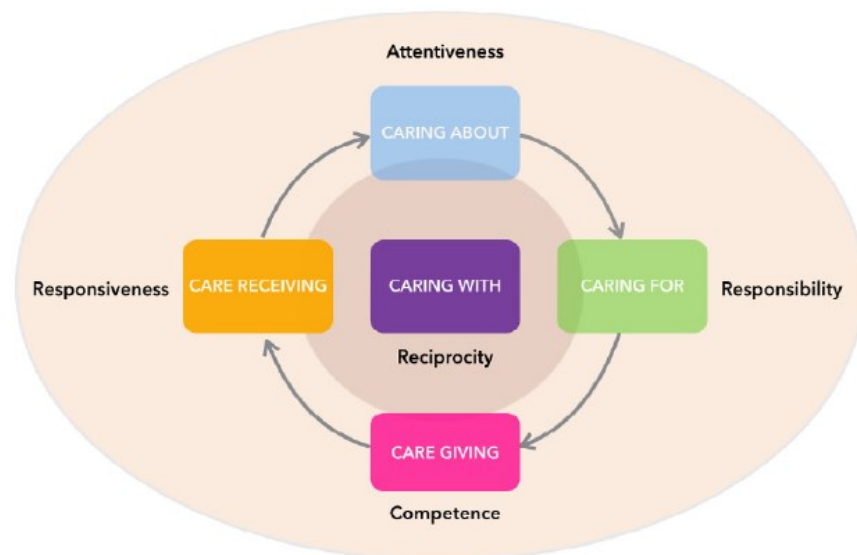 Attentiveness
CARING ABOUT
Responsiveness
CARE RECEIVING
CARING WITH
CARING FOR
Responsibility
Reciprocity
CARE GIVING
Competence